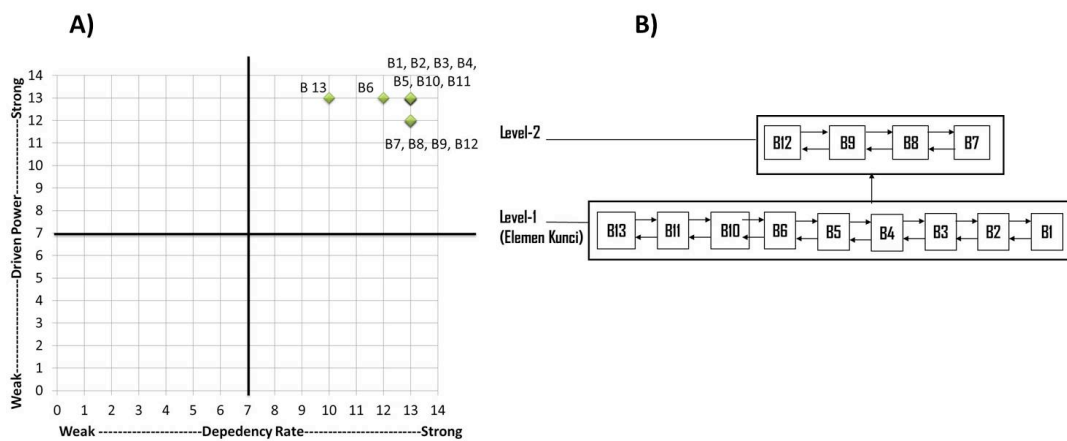 A)
B)
Weak-----------------Driven Power---------Strong
14
13
12
11
10
9
8
7
6
5
4
3
2
1
0
B1, B2, B3, B4,
B 13
B6
B5, B10, B11
B7, B8, B9, B12
0 1 2 3 4 5 6 7 8 9 10 11 12 13 14
Weak --------------------Depedency Rate---------------------Strong
Level-2
B12 B9 B8 B7
Level-1
(Elemen Kunci)
B13 B11 B10 B6 B5 B4 B3 B2 B1